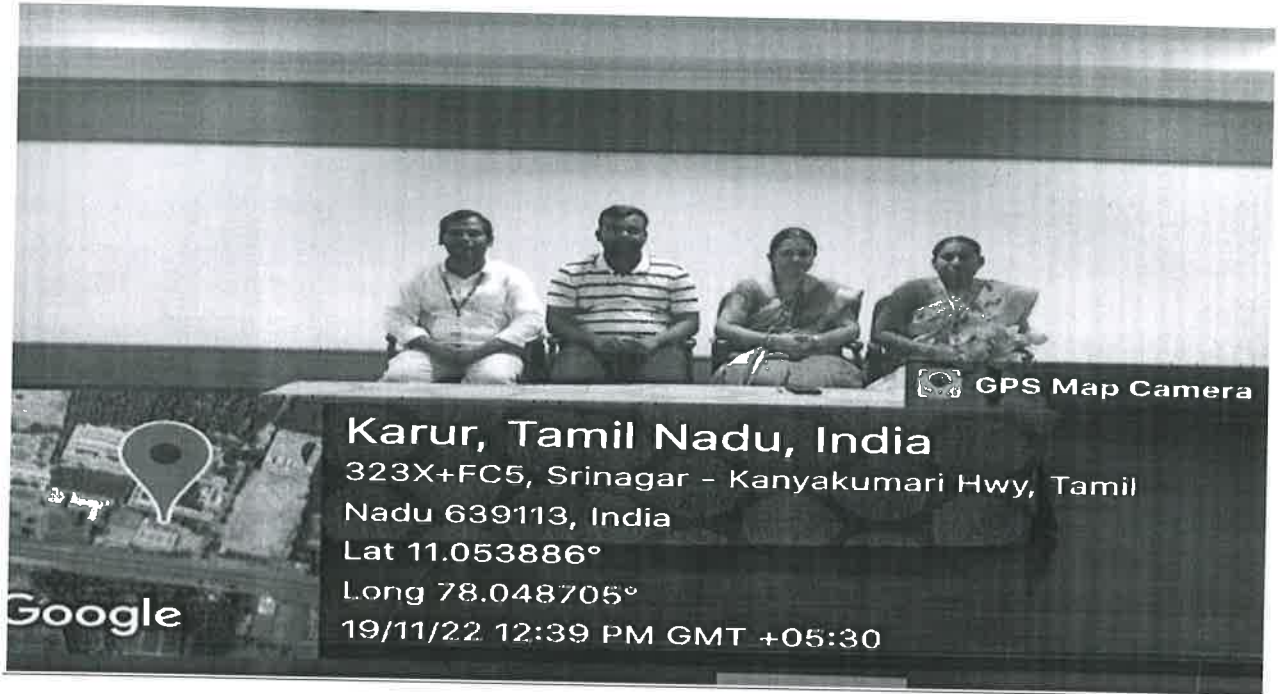 GPS Map Camera
Karur, Tamil Nadu, India
323X+FC5, Srinagar - Kanyakumari Hwy, Tamil
Nadu 639113, India
Lat 11.053886°
Long 78.048705°
19/11/22 12:39 PM GMT +05:30
Google